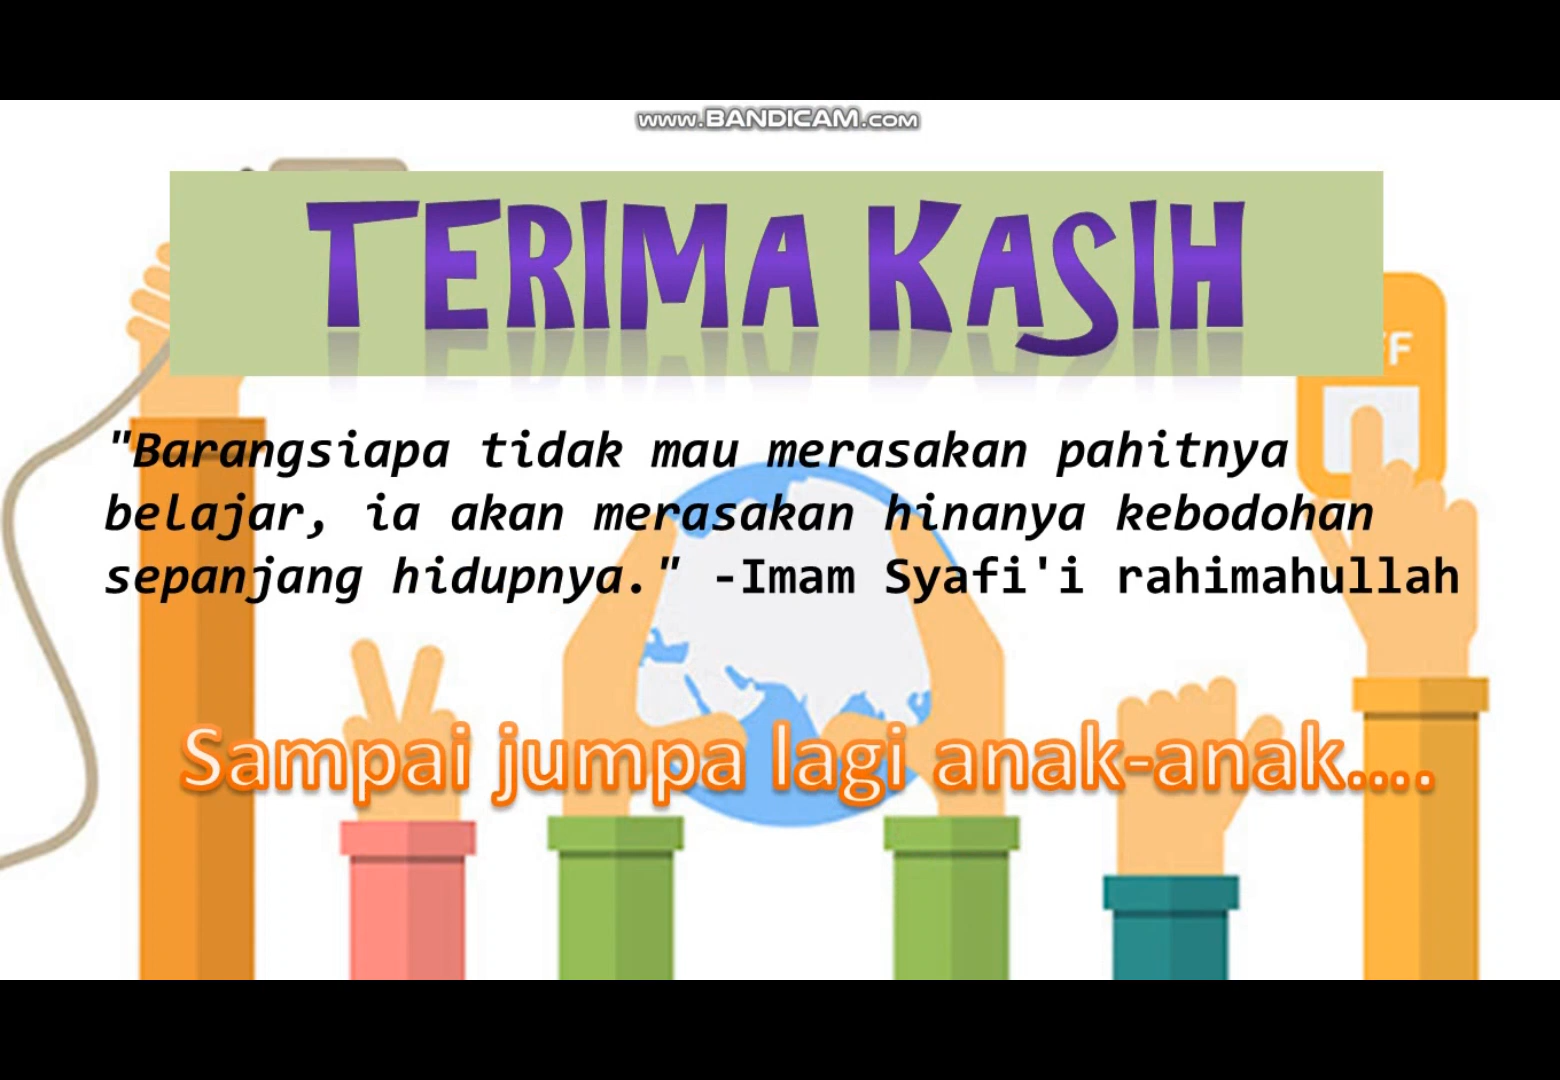 www.BANDICAM.com
TERIMA KASIH
FF
"Barangsiapa tidak mau merasakan pahitnya
belajar, ia akan merasakan hinanya kebodohan
sepanjang hidupnya." -Imam Syafi'i rahimahullah
Sampai jumpa lagi anak-anak....